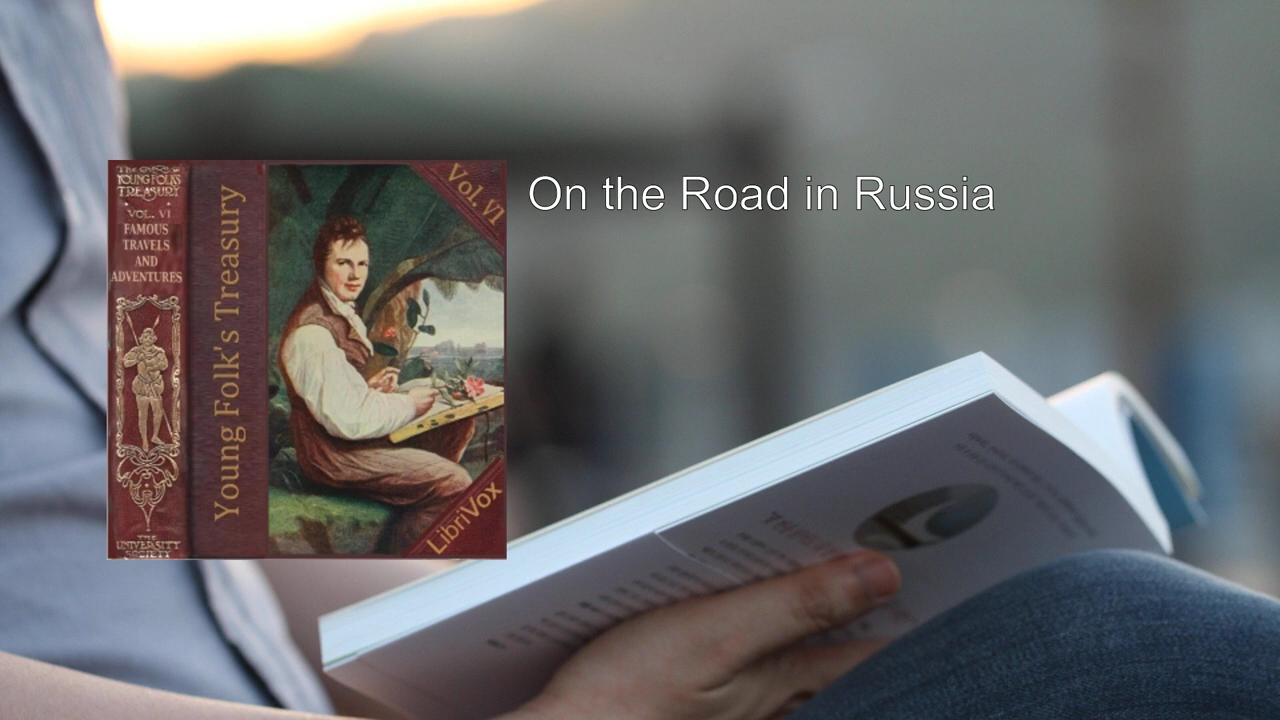 THE
YOUNG FOLK'S
TREASURY
VOL. VI
FAMOUS
TRAVELS
AND
ADVENTURES
THE
UNIVERSITY
SOCIETY
Young Folk's Treasury
Vol. VI
LibriVox
On the Road in Russia